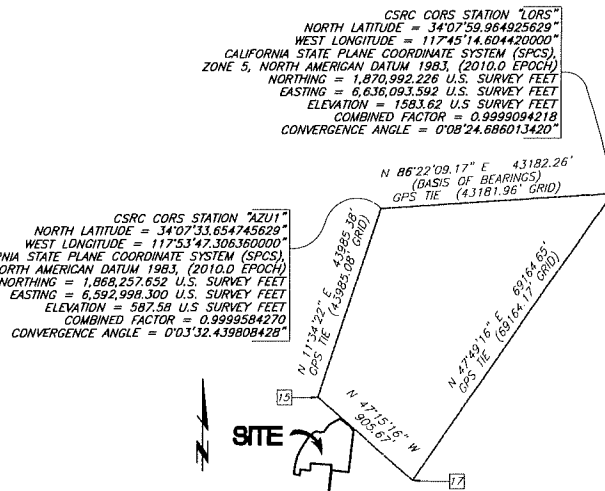 CSRC CORS STATION "LORS"
NORTH LATITUDE = 34°07'59.964925629"
WEST LONGITUDE = 117°45'14.604420000"
CALIFORNIA STATE PLANE COORDINATE SYSTEM (SPCS),
ZONE 5, NORTH AMERICAN DATUM 1983, (2010.0 EPOCH)
NORTHING = 1,870,992.226 U.S. SURVEY FEET
EASTING = 6,636,093.592 U.S. SURVEY FEET
ELEVATION = 1583.62 U.S SURVEY FEET
COMBINED FACTOR = 0.9999094218
CONVERGENCE ANGLE = 0°08'24.686013420"
N 86°22'09.17" E 43182.26'
(BASIS OF BEARINGS)
GPS TIE (43181.96' GRID)
CSRC CORS STATION "AZU1"
NORTH LATITUDE = 34°07'33.654745629"
WEST LONGITUDE = 117°53'47.306360000"
RNIA STATE PLANE COORDINATE SYSTEM (SPCS),
ORTH AMERICAN DATUM 1983, (2010.0 EPOCH)
NORTHING = 1,868,257.652 U.S. SURVEY FEET
EASTING = 6,592,998.300 U.S. SURVEY FEET
ELEVATION = 587.58 U.S SURVEY FEET
COMBINED FACTOR = 0.9999584270
CONVERGENCE ANGLE = 0°03'32.439808428"
N 11°34'22" E 43985.38'
GPS TIE (43985.08' GRID)
N 47°49'16" E 69164.65'
GPS TIE (69164.17' GRID)
15
N 47°15'16" W
905.67'
SITE
N
17